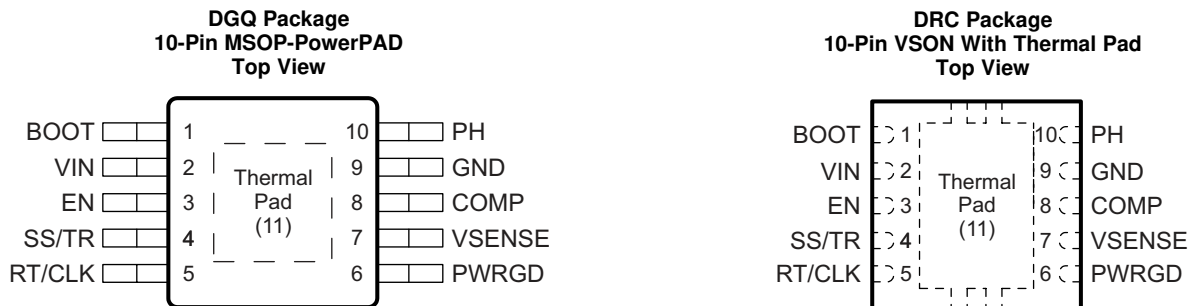 DGQ Package
10-Pin MSOP-PowerPAD
Top View
BOOT 1 10 PH
VIN 2 9 GND
EN 3 8 COMP
SS/TR 4 7 VSENSE
RT/CLK 5 6 PWRGD
Thermal
Pad
(11)
DRC Package
10-Pin VSON With Thermal Pad
Top View
BOOT 1 10 PH
VIN 2 9 GND
EN 3 8 COMP
SS/TR 4 7 VSENSE
RT/CLK 5 6 PWRGD
Thermal
Pad
(11)